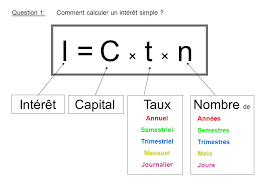 Question 1: Comment calculer un intérêt simple ?
I = C × t × n
Intérêt Capital Taux Nombre de
Annuel Années
Semestriel Semestres
Trimestriel Trimestres
Mensuel Mois
Journalier Jours